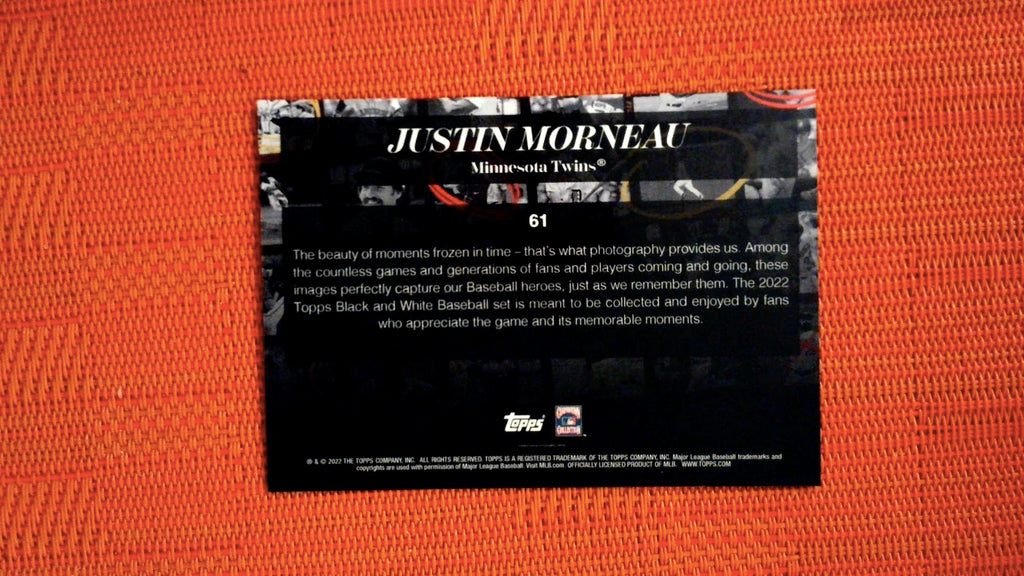 JUSTIN MORNEAU
Minnesota Twins®
61
The beauty of moments frozen in time – that's what photography provides us. Among
the countless games and generations of fans and players coming and going, these
images perfectly capture our Baseball heroes, just as we remember them. The 2022
Topps Black and White Baseball set is meant to be collected and enjoyed by fans
who appreciate the game and its memorable moments.
topps®
® & © 2022 THE TOPPS COMPANY, INC. ALL RIGHTS RESERVED. TOPPS IS A REGISTERED TRADEMARK OF THE TOPPS COMPANY, INC. Major League Baseball trademarks and
copyrights are used with permission of Major League Baseball. Visit MLB.com. OFFICIALLY LICENSED PRODUCT OF MLB. WWW.TOPPS.COM